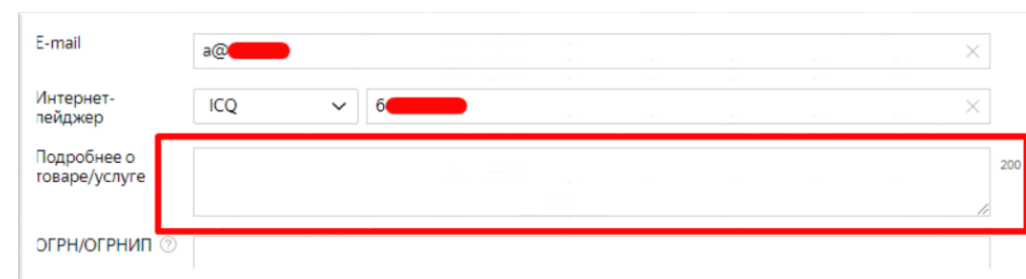 E-mail
a@
Интернет-
пейджер
ICQ
6
Подробнее о
товаре/услуге
200
ОГРН/ОГРНИП